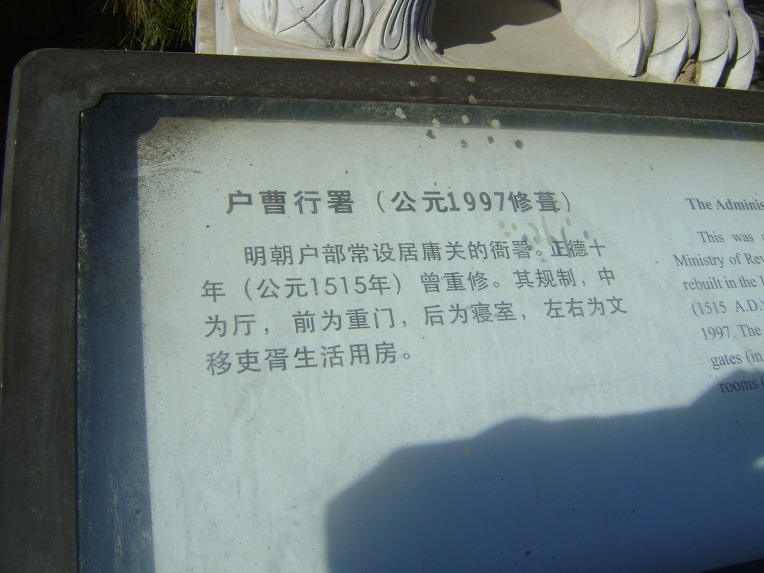 户曹行署（公元1997修葺）
明朝户部常设居庸关的衙署。正德十
年（公元1515年）曾重修。其规制，中
为厅，前为重门，后为寝室，左右为文
移吏胥生活用房。
The Adminis
This was
Ministry of Rev
rebuilt in the
(1515 A.D.
1997. The
gates (in
rooms (